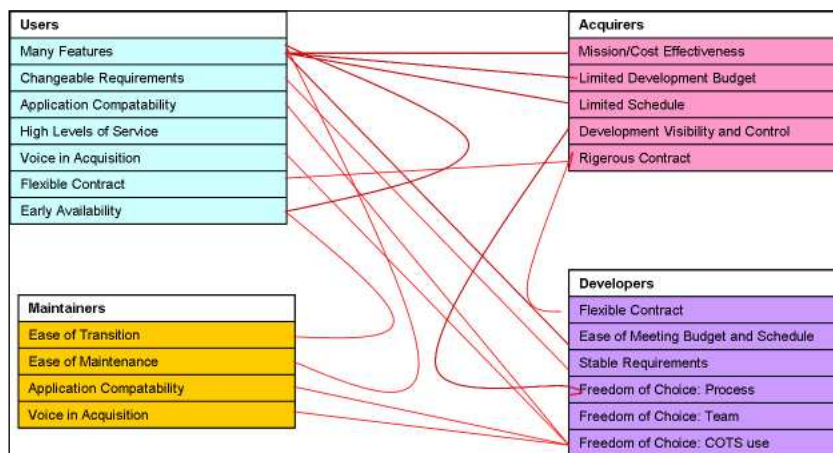 Users
Many Features
Changeable Requirements
Application Compatability
High Levels of Service
Voice in Acquisition
Flexible Contract
Early Availability
Acquirers
Mission/Cost Effectiveness
Limited Development Budget
Limited Schedule
Development Visibility and Control
Rigerous Contract
Maintainers
Ease of Transition
Ease of Maintenance
Application Compatability
Voice in Acquisition
Developers
Flexible Contract
Ease of Meeting Budget and Schedule
Stable Requirements
Freedom of Choice: Process
Freedom of Choice: Team
Freedom of Choice: COTS use